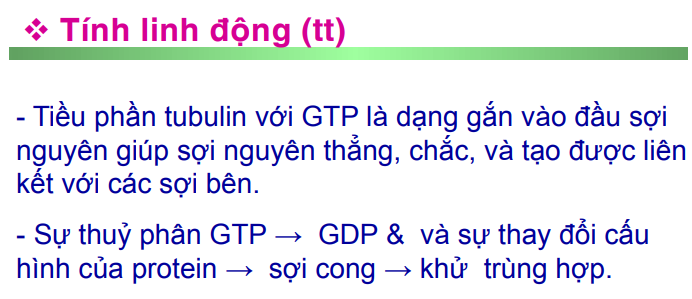 ❖ Tính linh động (tt)
- Tiều phần tubulin với GTP là dạng gắn vào đầu sợi
nguyên giúp sợi nguyên thẳng, chắc, và tạo được liên
kết với các sợi bên.
- Sự thuỷ phân GTP → GDP & và sự thay đổi cấu
hình của protein → sợi cong → khử trùng hợp.